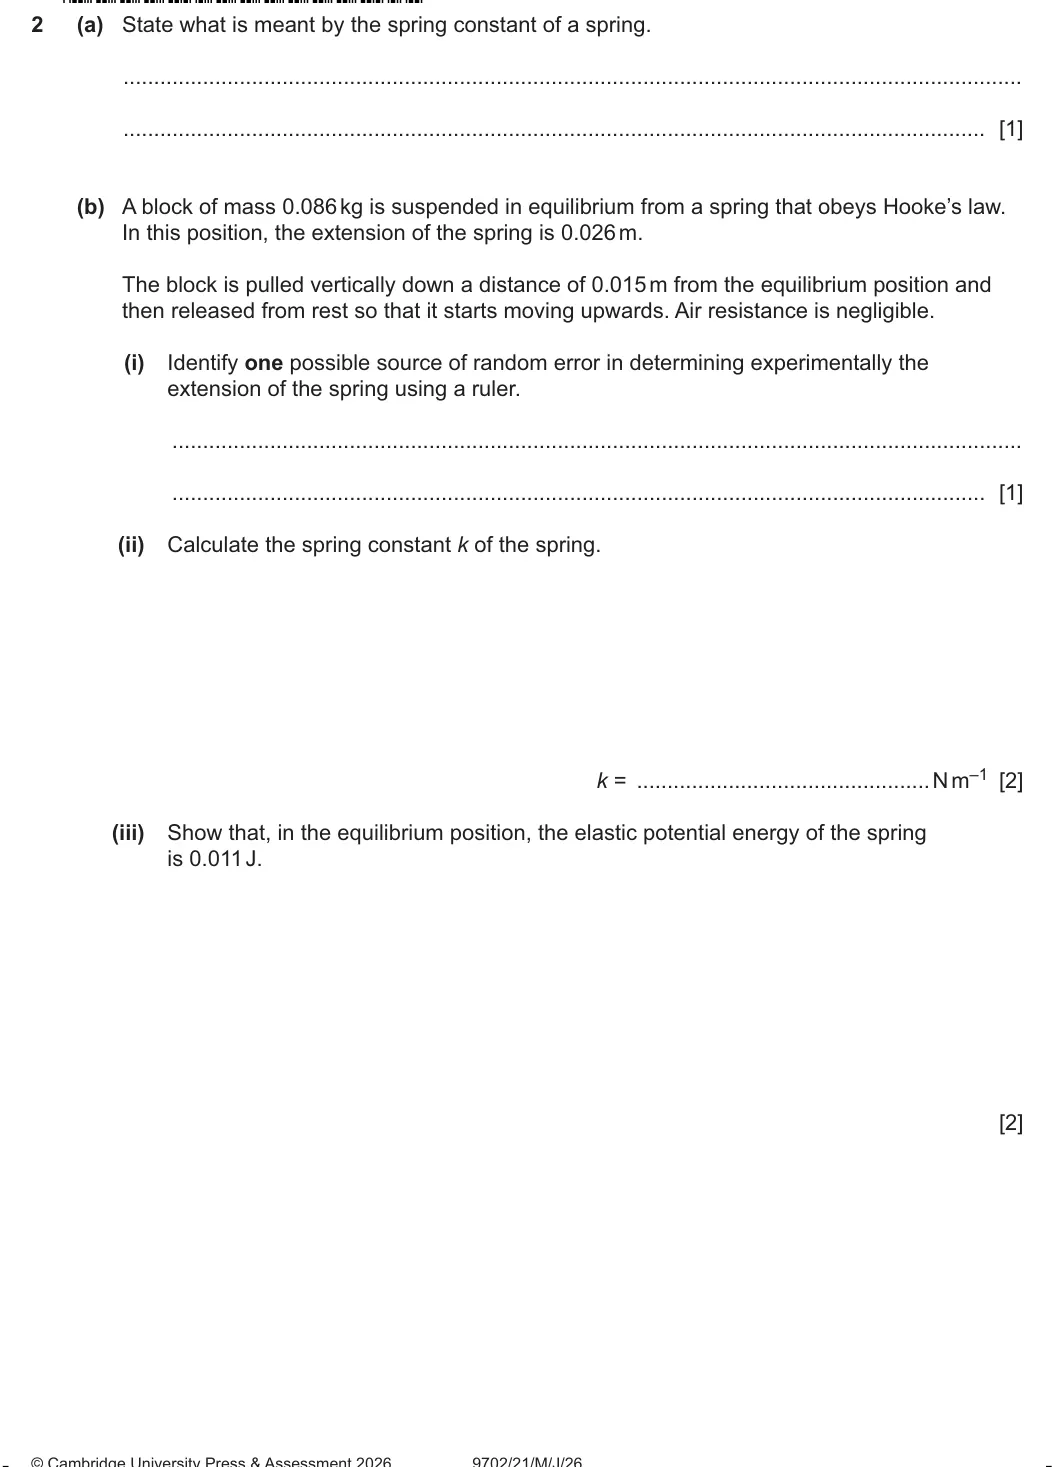 2 (a) State what is meant by the spring constant of a spring.
..........................................................................................................................................................
.................................................................................................................................................... [1]
(b) A block of mass 0.086 kg is suspended in equilibrium from a spring that obeys Hooke’s law.
In this position, the extension of the spring is 0.026 m.
The block is pulled vertically down a distance of 0.015 m from the equilibrium position and
then released from rest so that it starts moving upwards. Air resistance is negligible.
(i) Identify one possible source of random error in determining experimentally the
extension of the spring using a ruler.
..................................................................................................................................................
............................................................................................................................................ [1]
(ii) Calculate the spring constant k of the spring.
k = ................................................ N m⁻¹ [2]
(iii) Show that, in the equilibrium position, the elastic potential energy of the spring
is 0.011 J.
[2]
© Cambridge University Press & Assessment 2026 9702/21/M/J/26